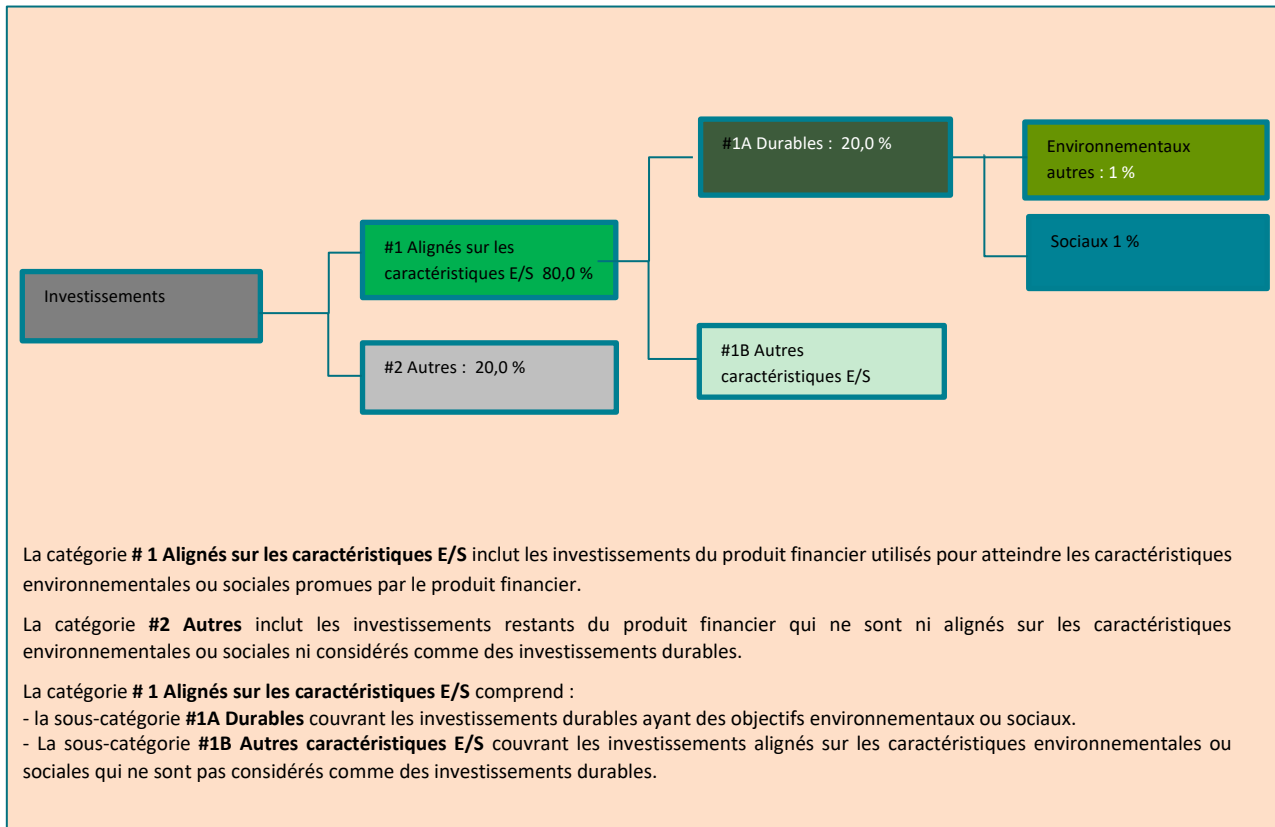 #1A Durables : 20,0 %
Environnementaux
autres : 1 %
#1 Alignés sur les
caractéristiques E/S 80,0 %
Sociaux 1 %
Investissements
#2 Autres : 20,0 %
#1B Autres
caractéristiques E/S
La catégorie # 1 Alignés sur les caractéristiques E/S inclut les investissements du produit financier utilisés pour atteindre les caractéristiques
environnementales ou sociales promues par le produit financier.
La catégorie #2 Autres inclut les investissements restants du produit financier qui ne sont ni alignés sur les caractéristiques
environnementales ou sociales ni considérés comme des investissements durables.
La catégorie # 1 Alignés sur les caractéristiques E/S comprend :
- la sous-catégorie #1A Durables couvrant les investissements durables ayant des objectifs environnementaux ou sociaux.
- La sous-catégorie #1B Autres caractéristiques E/S couvrant les investissements alignés sur les caractéristiques environnementales ou
sociales qui ne sont pas considérés comme des investissements durables.